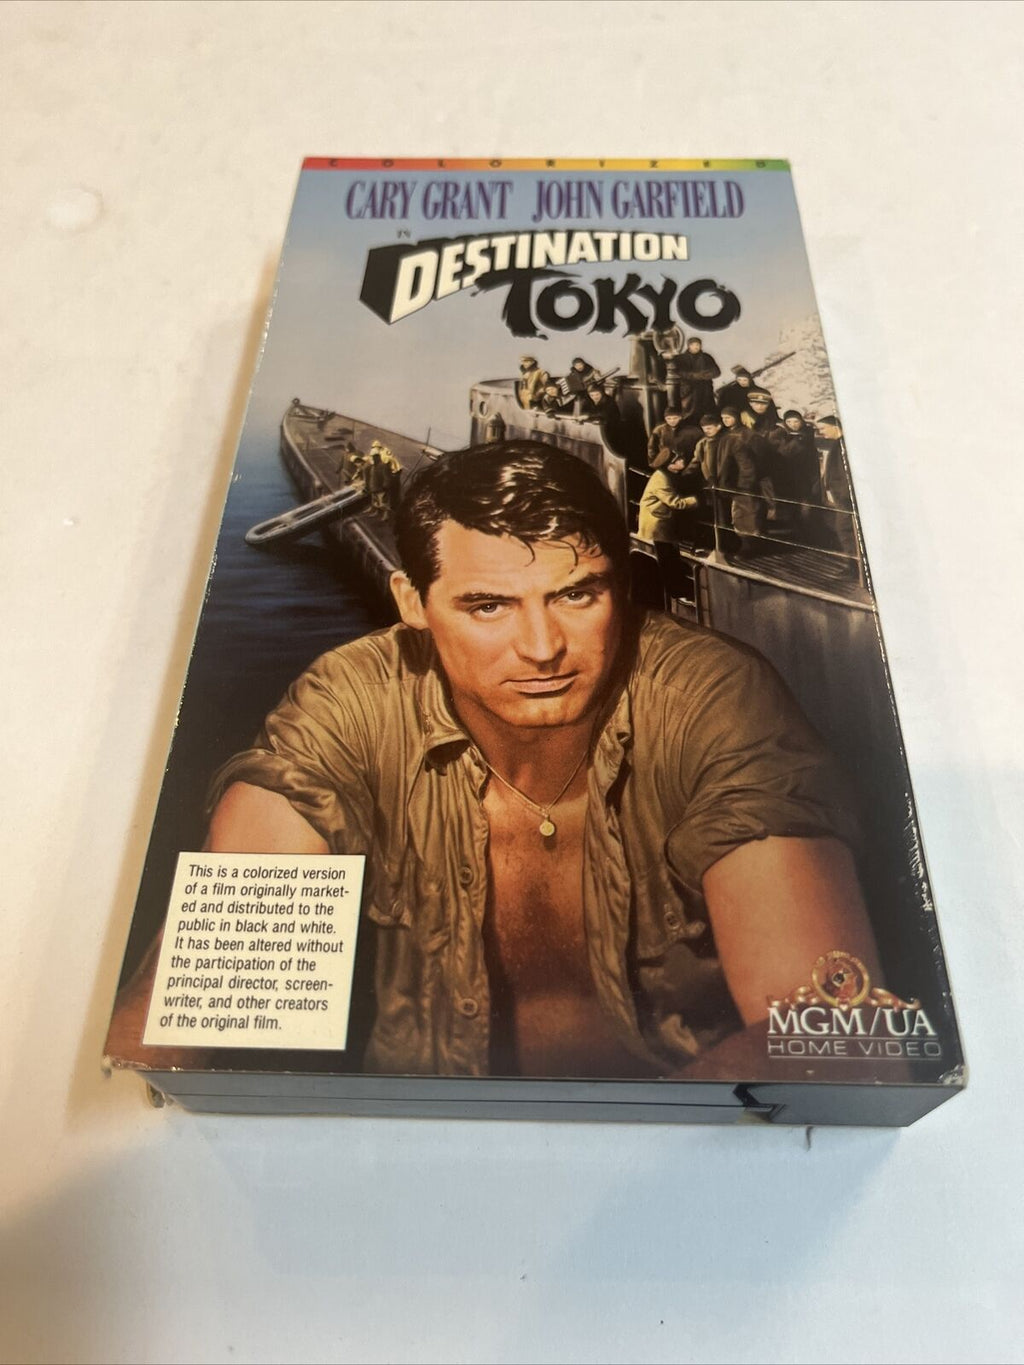 COLORIZED
CARY GRANT JOHN GARFIELD
IN
DESTINATION
TOKYO
This is a colorized version
of a film originally market-
ed and distributed to the
public in black and white.
It has been altered without
the participation of the
principal director, screen-
writer, and other creators
of the original film.
MGM/UA
HOME VIDEO